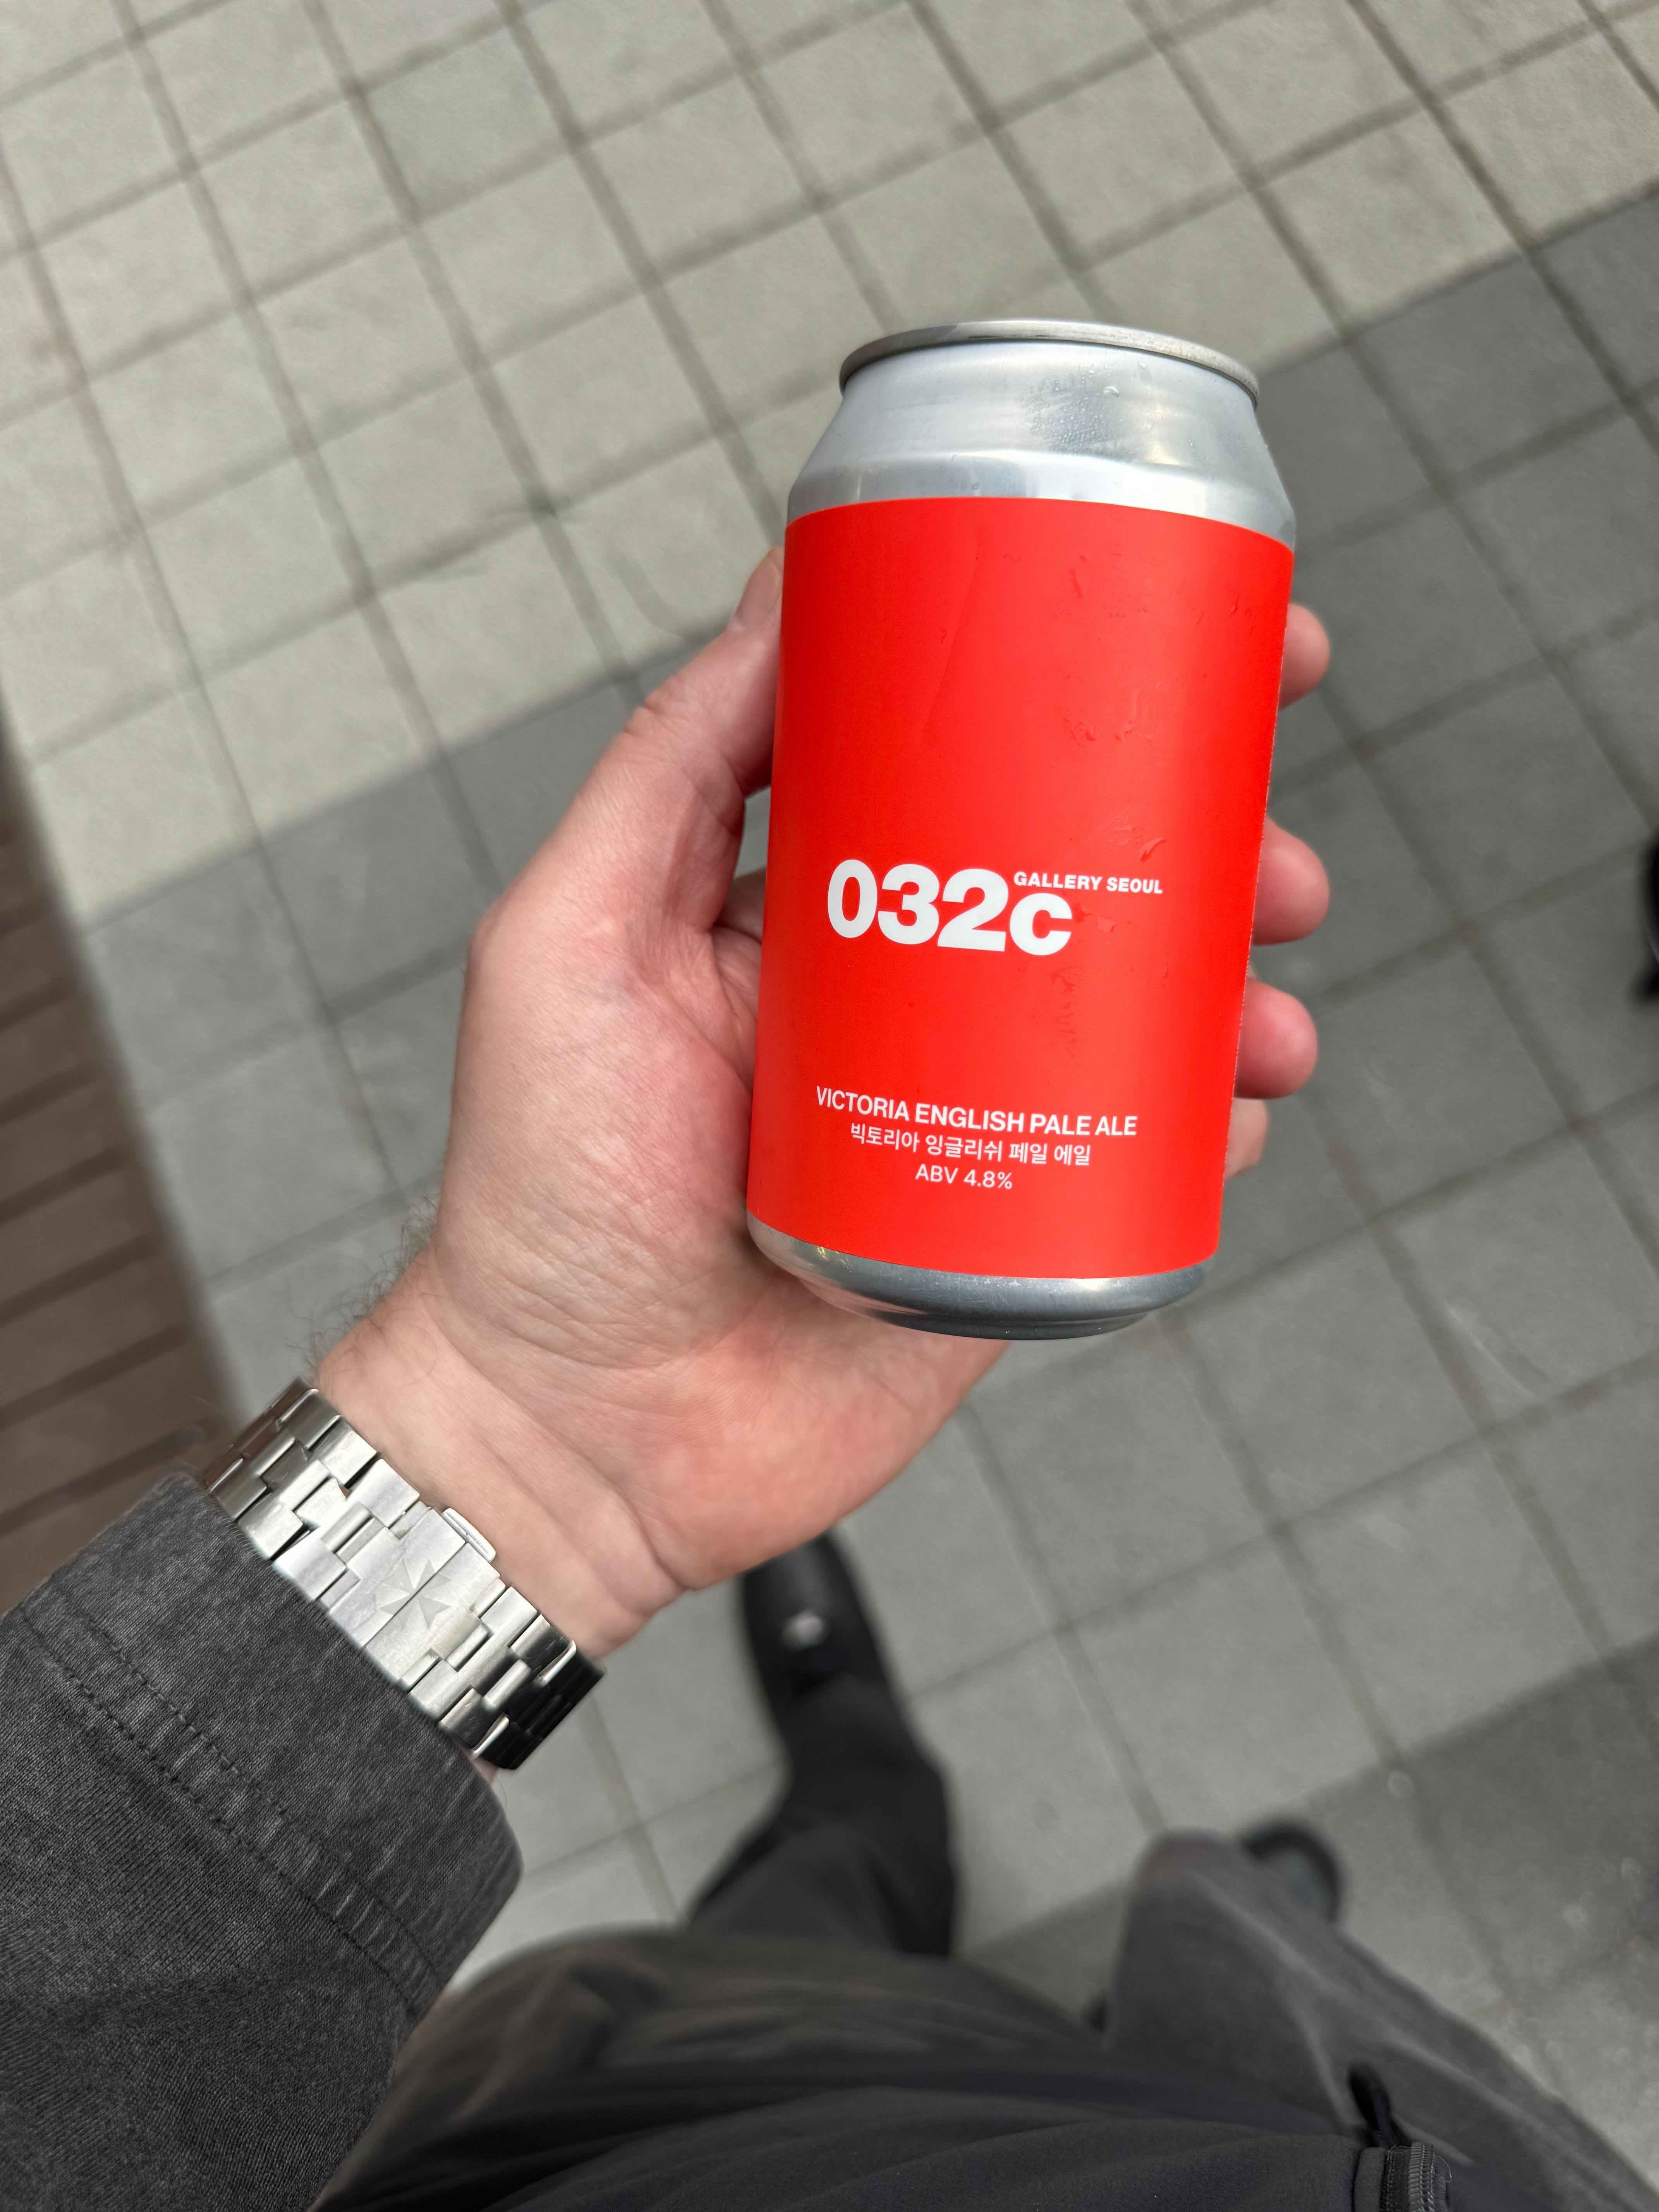 032c GALLERY SEOUL
VICTORIA ENGLISH PALE ALE
빅토리아 잉글리쉬 페일 에일
ABV 4.8%